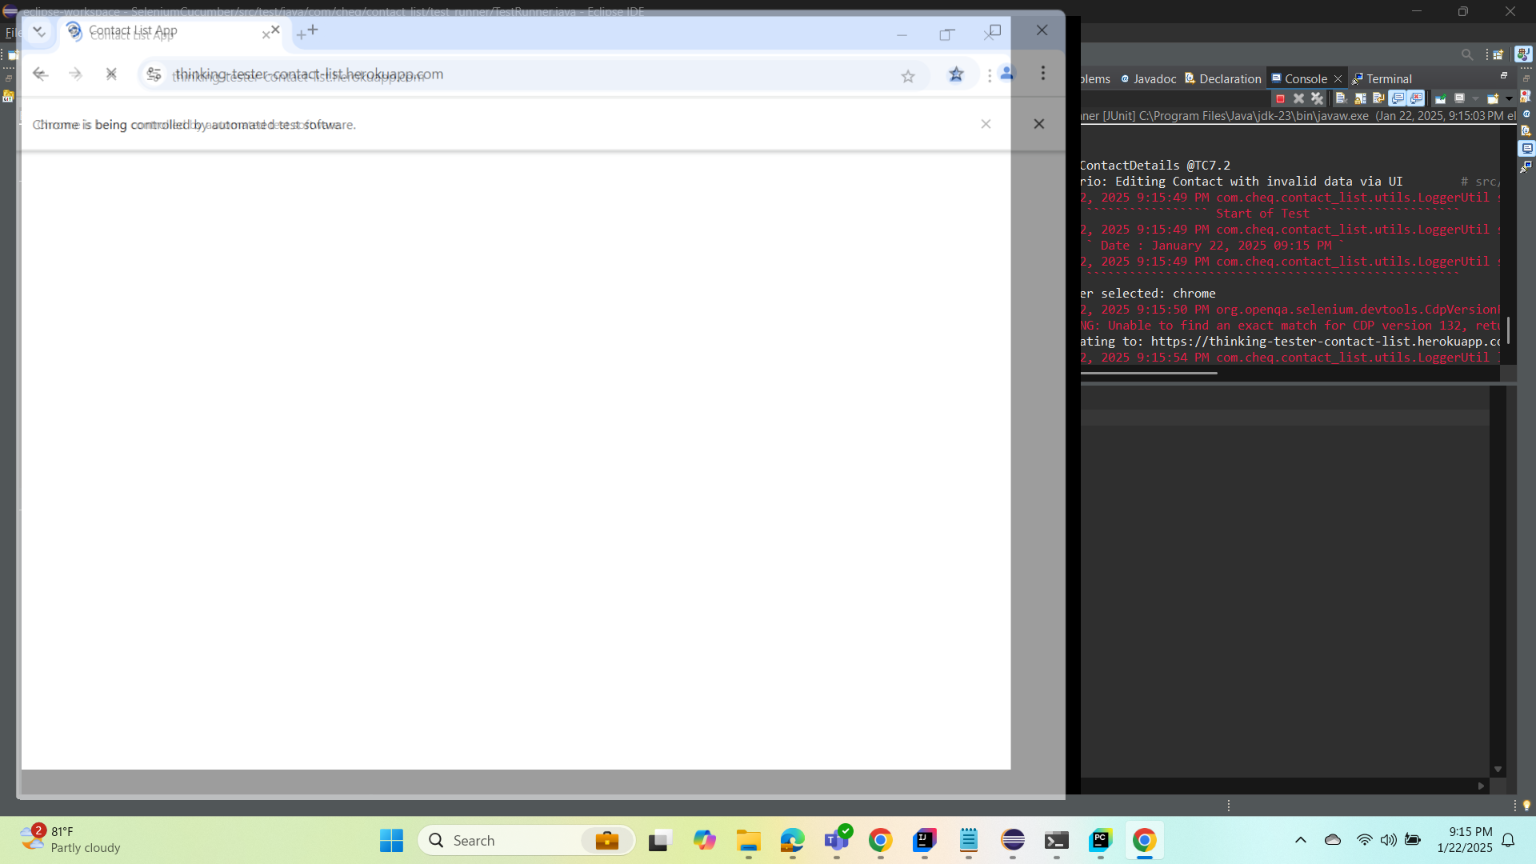 eclipse-workspace - SeleniumCucumber/src/test/java/com/cheq/contact_list/test_runner/TestRunner.java - Eclipse IDE
Contact List App
thinking-tester-contact-list.herokuapp.com
Chrome is being controlled by automated test software.
blems
Javadoc
Declaration
Console
Terminal
nner [JUnit] C:\Program Files\Java\jdk-23\bin\javaw.exe (Jan 22, 2025, 9:15:03 PM el
ContactDetails @TC7.2
rio: Editing Contact with invalid data via UI # src/
2, 2025 9:15:49 PM com.cheq.contact_list.utils.LoggerUtil
Start of Test
2, 2025 9:15:49 PM com.cheq.contact_list.utils.LoggerUtil
` Date : January 22, 2025 09:15 PM `
2, 2025 9:15:49 PM com.cheq.contact_list.utils.LoggerUtil
er selected: chrome
2, 2025 9:15:50 PM org.openqa.selenium.devtools.CdpVersion
NG: Unable to find an exact match for CDP version 132, retu
ating to: https://thinking-tester-contact-list.herokuapp.co
2, 2025 9:15:54 PM com.cheq.contact_list.utils.LoggerUtil
2
81°F
Partly cloudy
Search
9:15 PM
1/22/2025